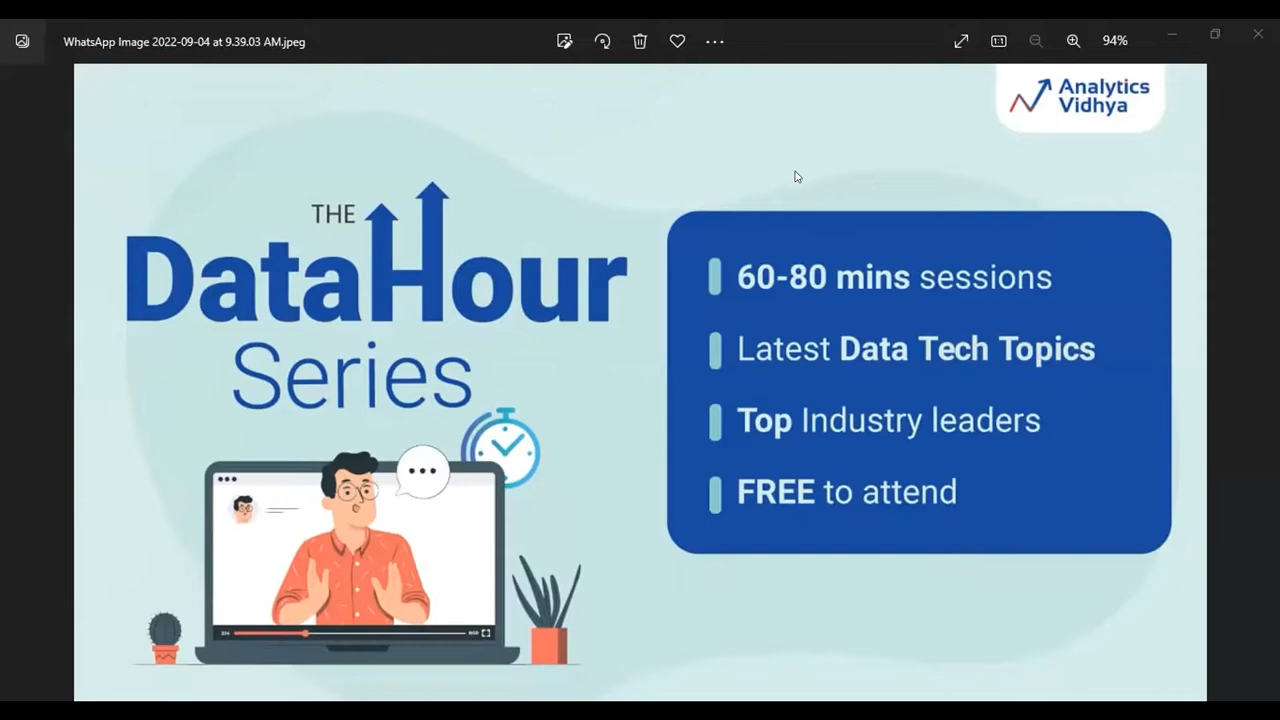 WhatsApp Image 2022-09-04 at 9.39.03 AM.jpeg
94%
Analytics
Vidhya
THE
DataHour
Series
60-80 mins sessions
Latest Data Tech Topics
Top Industry leaders
FREE to attend